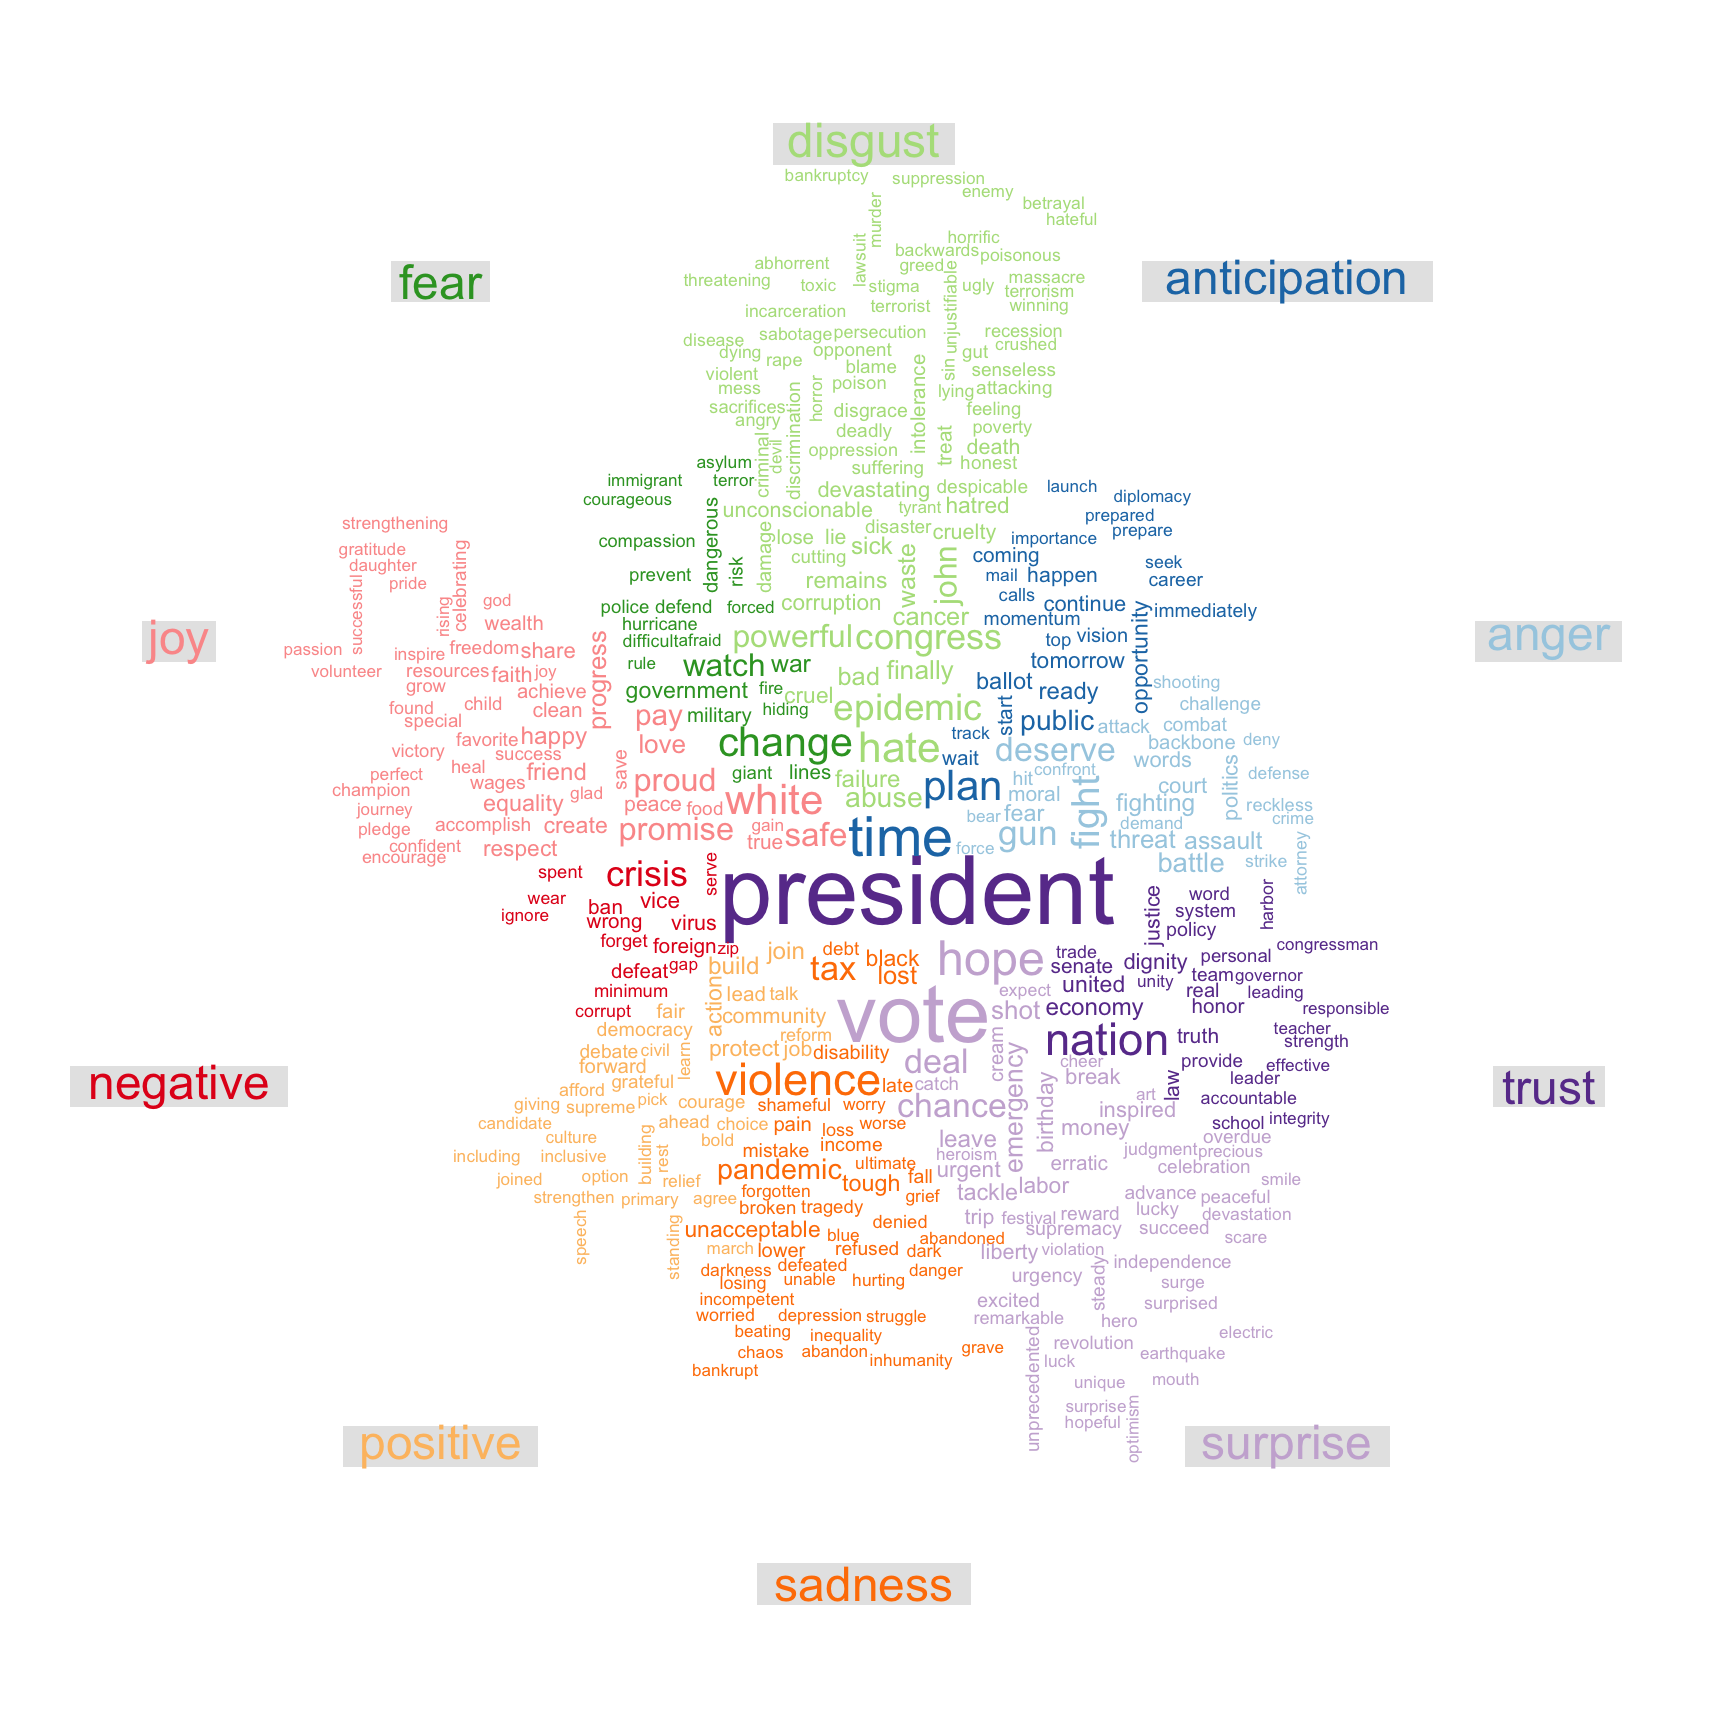 disgust
bankruptcy
suppression
enemy
murder
betrayal
hateful
lawsuit
horrific
backwards
poisonous
greed
abhorrent
fear
anticipation
threatening
toxic
stigma
unjustifiable
ugly
massacre
terrorism
winning
incarceration
terrorist
sabotage
persecution
recession
disease
crushed
dying
opponent
gut
rape
blame
sin
senseless
violent
poison
intolerance
mess
horror
lying
attacking
sacrifices
discrimination
disgrace
feeling
angry
deadly
poverty
criminal
devil
oppression
treat
death
asylum
suffering
honest
immigrant
terror
devastating
despicable
launch
diplomacy
courageous
unconscionable
tyrant
hatred
prepared
strengthening
dangerous
disaster
cruelty
importance
prepare
compassion
damage
lose
lie
sick
gratitude
celebrating
cutting
waste
john
coming
daughter
prevent
risk
remains
mail
happen
seek
pride
career
successful
rising
god
police
defend
forced
corruption
calls
continue
immediately
wealth
hurricane
cancer
momentum
joy
anger
progress
difficult
afraid
powerful
congress
top
vision
opportunity
passion
inspire
freedom
share
rule
watch
war
finally
tomorrow
volunteer
resources
faith
joy
bad
ballot
grow
achieve
government
fire
cruel
ready
shooting
found
child
clean
military
hiding
epidemic
start
public
challenge
special
pay
attack
combat
favorite
happy
love
change
hate
track
deserve
backbone
deny
victory
success
wait
words
politics
perfect
heal
friend
save
proud
giant
lines
failure
hit
confront
court
defense
champion
wages
glad
white
abuse
plan
moral
fight
journey
equality
peace
food
fighting
reckless
pledge
accomplish
create
promise
gain
true
safe
time
bear
fear
gun
demand
crime
confident
respect
force
threat
assault
encourage
battle
strike
attorney
spent
crisis
serve
president
wear
ban
vice
justice
word
harbor
ignore
wrong
virus
system
policy
forget
foreign
zip
join
debt
black
hope
trade
dignity
personal
congressman
defeat
gap
build
tax
lost
senate
team
governor
minimum
action
lead
talk
expect
united
unity
real
leading
corrupt
fair
community
vote
shot
economy
honor
responsible
democracy
reform
nation
truth
teacher
debate
civil
learn
protect
job
disability
deal
cream
cheer
provide
strength
forward
effective
negative
trust
afford
grateful
violence
late
catch
emergency
birthday
break
law
leader
giving
supreme
pick
courage
shameful
worry
chance
art
accountable
candidate
ahead
choice
pain
loss
worse
inspired
school
integrity
culture
bold
income
leave
money
overdue
including
inclusive
building
rest
mistake
heroism
judgment
precious
joined
option
relief
pandemic
ultimate
urgent
erratic
celebration
strengthen
primary
agree
forgotten
tough
fall
tackle
labor
advance
smile
broken
tragedy
grief
trip
festival
reward
lucky
peaceful
speech
standing
unacceptable
blue
denied
supremacy
succeed
devastation
march
lower
refused
dark
abandoned
liberty
violation
scare
darkness
defeated
danger
independence
losing
unable
hurting
urgency
steady
surge
incompetent
excited
surprised
worried
depression
struggle
remarkable
hero
beating
inequality
electric
chaos
abandon
grave
unprecedented
revolution
earthquake
bankrupt
inhumanity
luck
unique
mouth
surprise
hopeful
optimism
positive
surprise
sadness